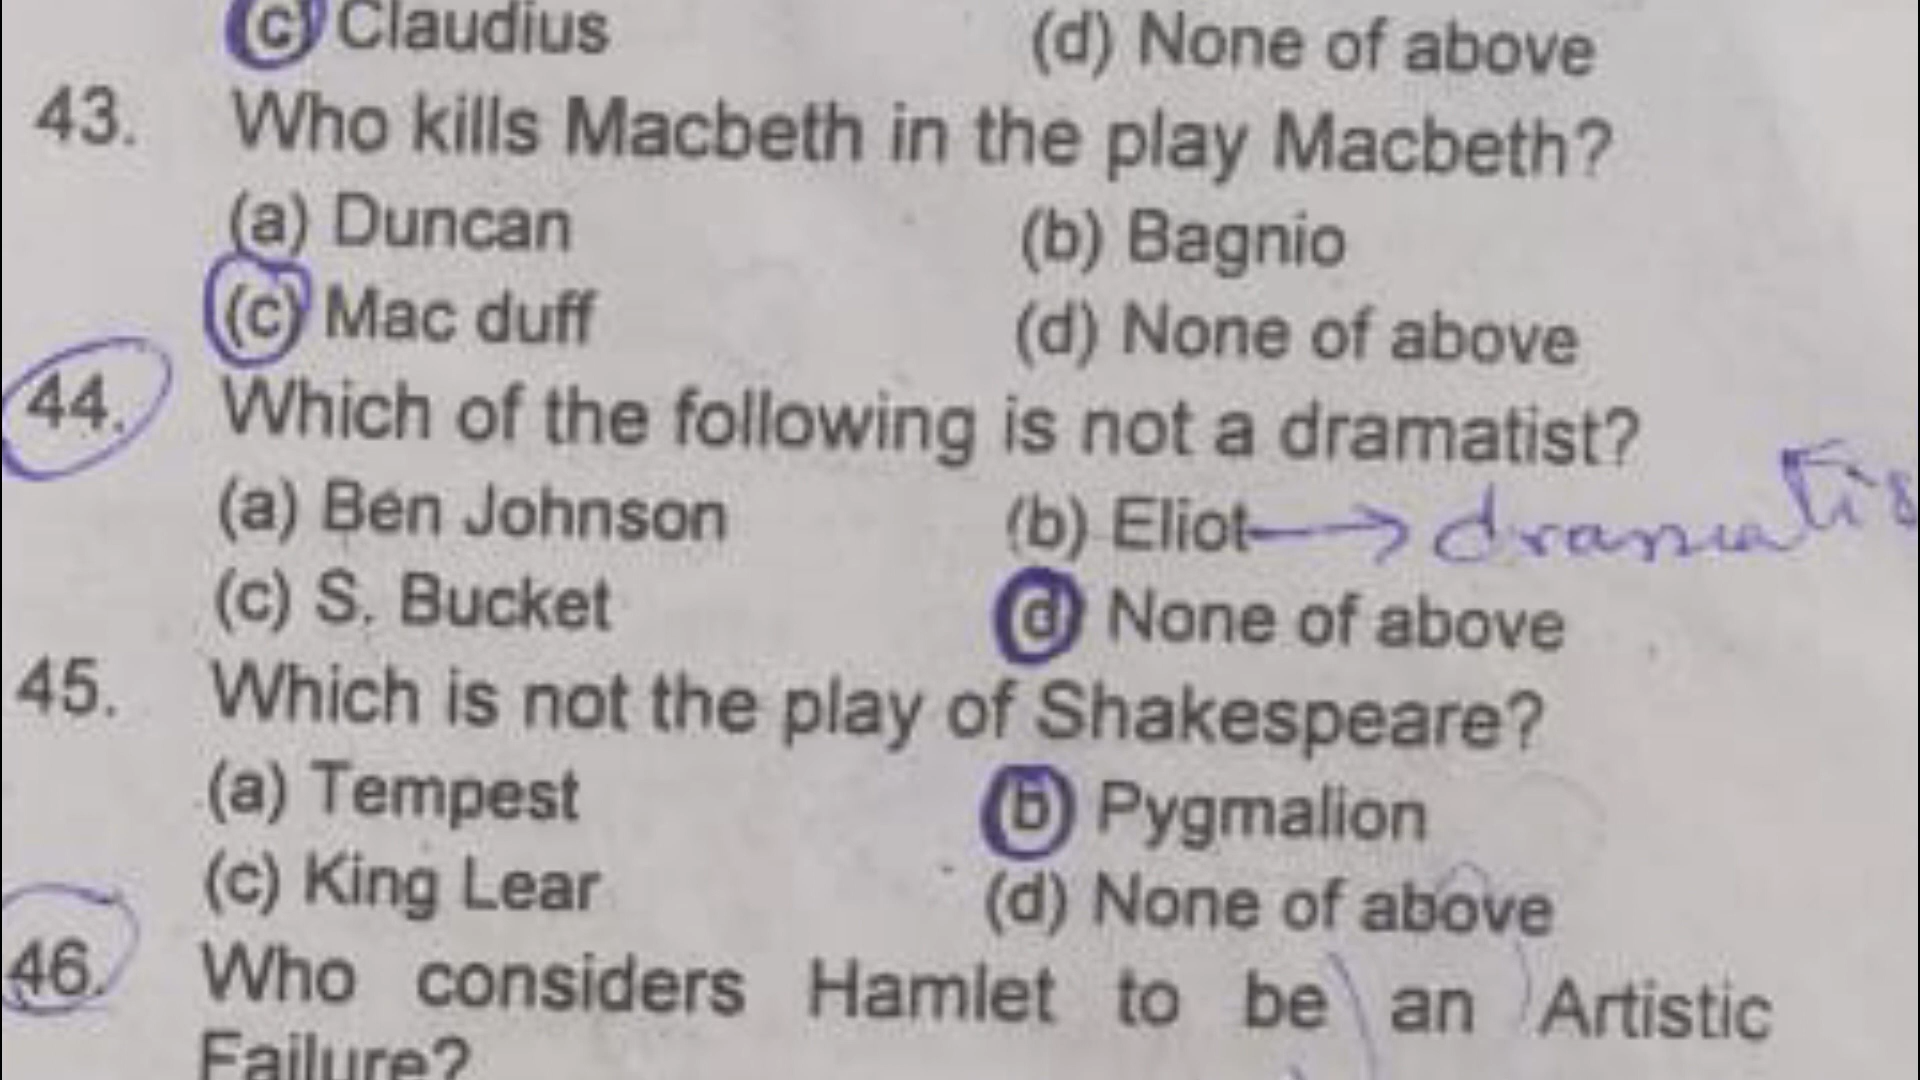 (c) Claudius (d) None of above
43. Who kills Macbeth in the play Macbeth?
(a) Duncan (b) Bagnio
(c) Mac duff (d) None of above
44. Which of the following is not a dramatist?
(a) Ben Johnson (b) Eliot → dramatis
(c) S. Bucket (d) None of above
45. Which is not the play of Shakespeare?
(a) Tempest (b) Pygmalion
(c) King Lear (d) None of above
46. Who considers Hamlet to be an Artistic
Failure?